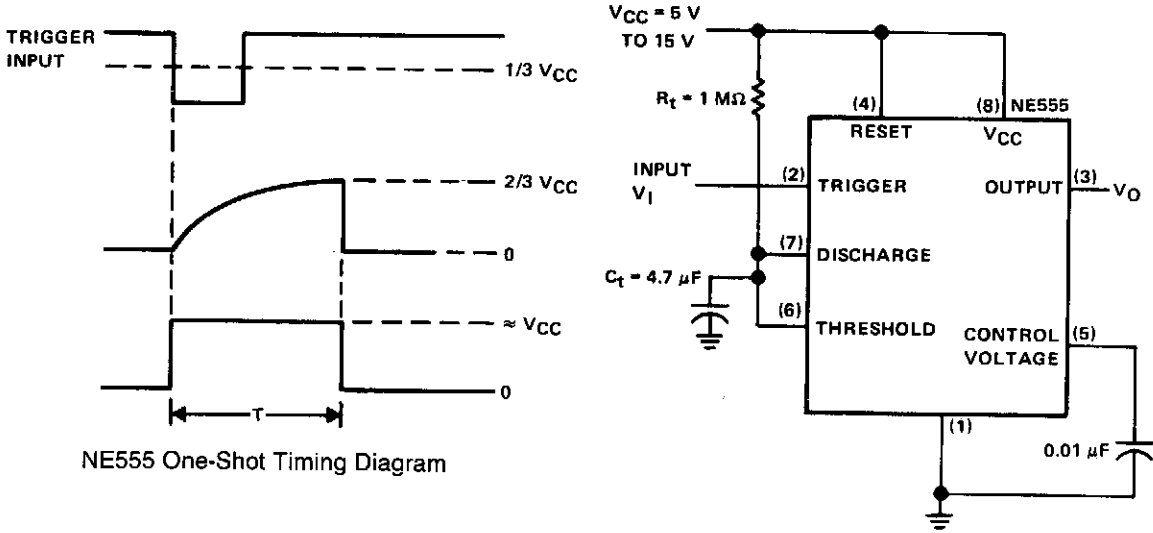 TRIGGER
INPUT
1/3 VCC
2/3 VCC
0
≈ VCC
0
T
NE555 One-Shot Timing Diagram
VCC = 5 V
TO 15 V
Rt = 1 MΩ
(4)
(8) NE555
RESET
VCC
INPUT
VI
(2)
TRIGGER
OUTPUT
(3)
VO
(7)
DISCHARGE
Ct = 4.7 μF
(6)
THRESHOLD
CONTROL
VOLTAGE
(5)
(1)
0.01 μF